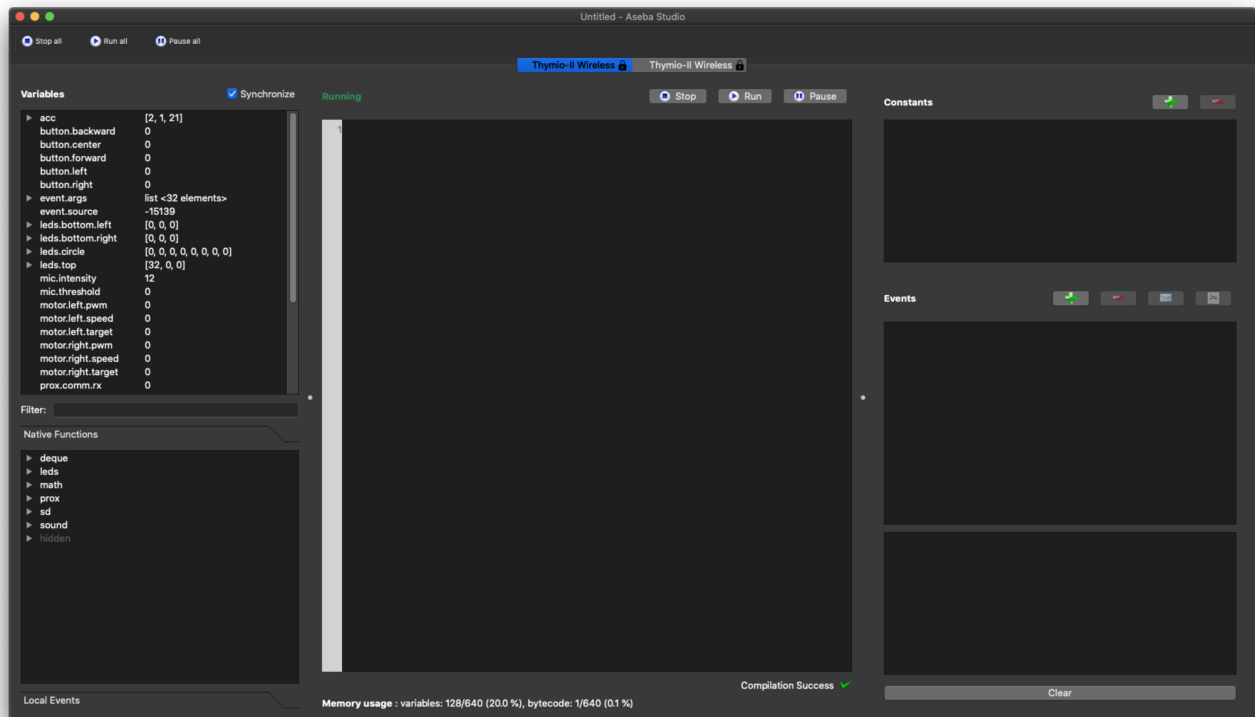 Untitled - Aseba Studio
Stop all Run all Pause all
Thymio-II Wireless Thymio-II Wireless
Variables Synchronize
acc [2, 1, 21]
button.backward 0
button.center 0
button.forward 0
button.left 0
button.right 0
event.args list <32 elements>
event.source -15139
leds.bottom.left [0, 0, 0]
leds.bottom.right [0, 0, 0]
leds.circle [0, 0, 0, 0, 0, 0, 0, 0]
leds.top [32, 0, 0]
mic.intensity 12
mic.threshold 0
motor.left.pwm 0
motor.left.speed 0
motor.left.target 0
motor.right.pwm 0
motor.right.speed 0
motor.right.target 0
prox.comm.rx 0
Filter:
Native Functions
deque
leds
math
prox
sd
sound
hidden
Local Events
Running Stop Run Pause
1
Compilation Success
Memory usage : variables: 128/640 (20.0 %), bytecode: 1/640 (0.1 %)
Constants
Events
Clear